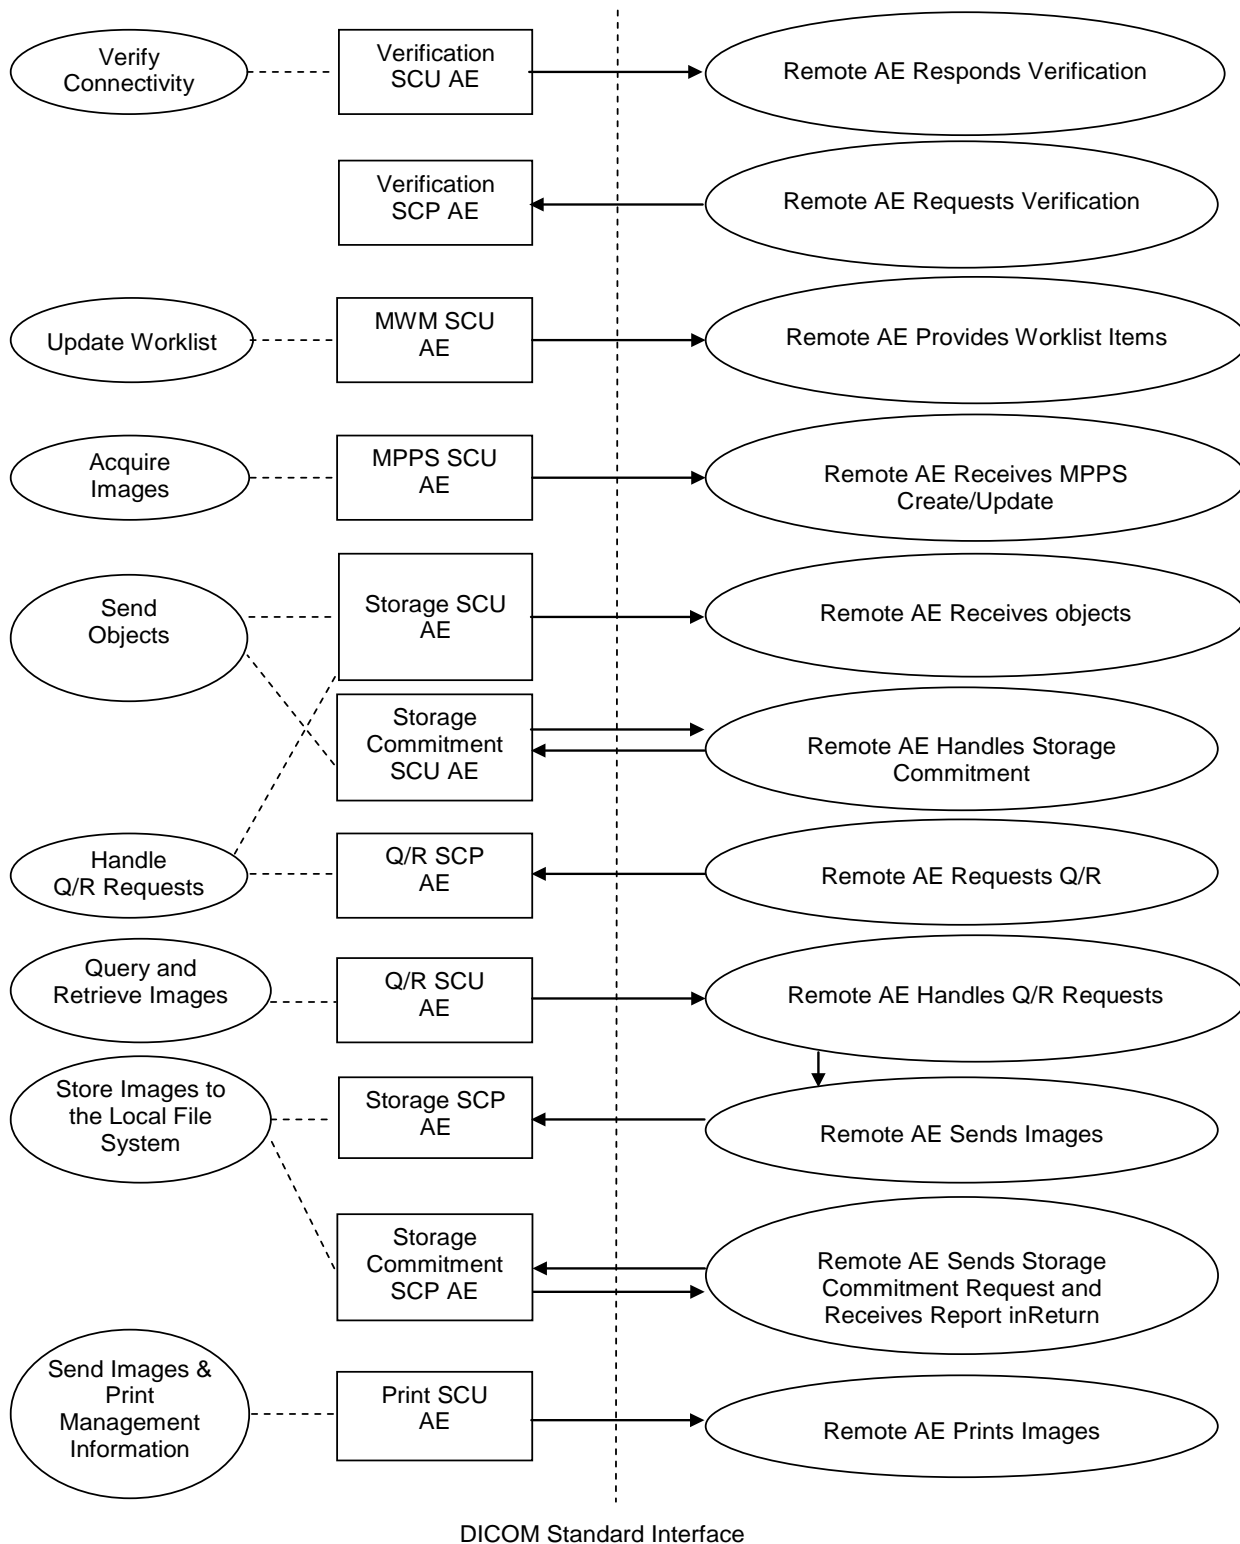 Verify
Connectivity
Verification
SCU AE
Remote AE Responds Verification
Verification
SCP AE
Remote AE Requests Verification
Update Worklist
MWM SCU
AE
Remote AE Provides Worklist Items
Acquire
Images
MPPS SCU
AE
Remote AE Receives MPPS
Create/Update
Send
Objects
Storage SCU
AE
Remote AE Receives objects
Storage
Commitment
SCU AE
Remote AE Handles Storage
Commitment
Handle
Q/R Requests
Q/R SCP
AE
Remote AE Requests Q/R
Query and
Retrieve Images
Q/R SCU
AE
Remote AE Handles Q/R Requests
Store Images to
the Local File
System
Storage SCP
AE
Remote AE Sends Images
Storage
Commitment
SCP AE
Remote AE Sends Storage
Commitment Request and
Receives Report inReturn
Send Images &
Print
Management
Information
Print SCU
AE
Remote AE Prints Images
DICOM Standard Interface